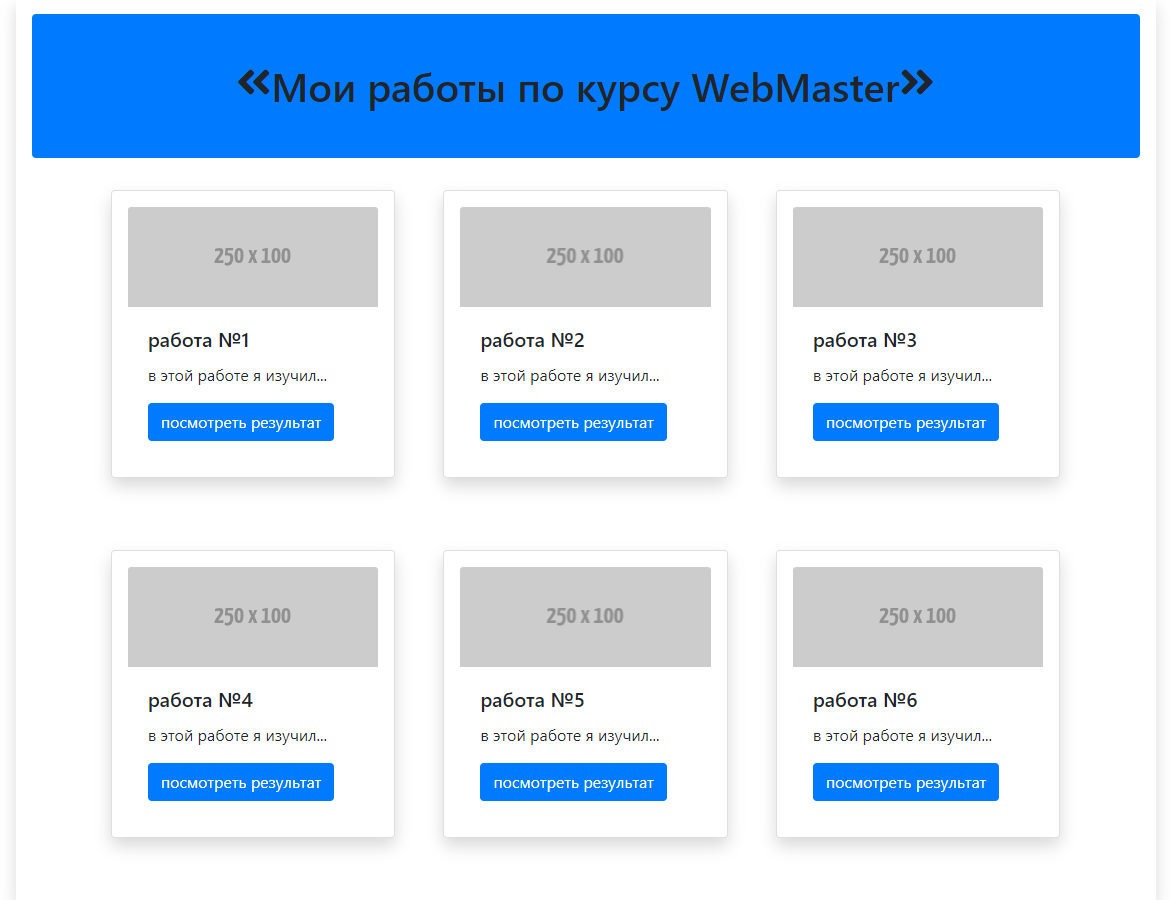 «Мои работы по курсу WebMaster»
250 x 100
250 x 100
250 x 100
работа №1
работа №2
работа №3
в этой работе я изучил...
в этой работе я изучил...
в этой работе я изучил...
посмотреть результат
посмотреть результат
посмотреть результат
250 x 100
250 x 100
250 x 100
работа №4
работа №5
работа №6
в этой работе я изучил...
в этой работе я изучил...
в этой работе я изучил...
посмотреть результат
посмотреть результат
посмотреть результат